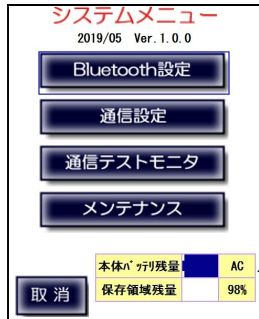 システムメニュー
2019/05 Ver.1.0.0
Bluetooth設定
通信設定
通信テストモニタ
メンテナンス
本体ﾊﾞｯﾃﾘ残量 AC
取消 保存領域残量 98%